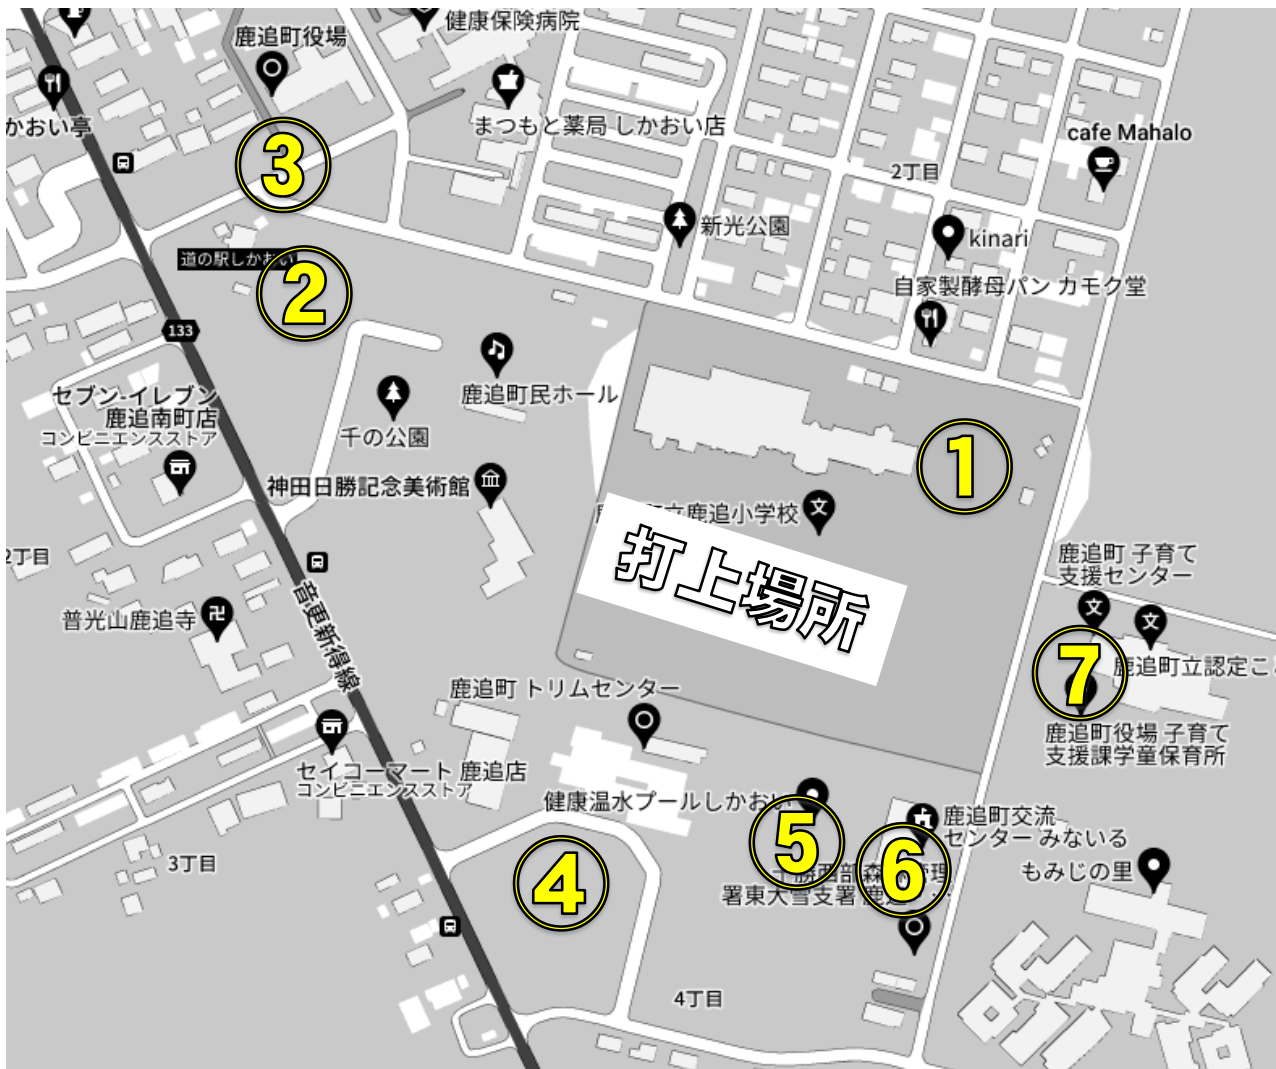 健康保険病院
鹿追町役場
かおい亭
まつもと薬局 しかおい店
cafe Mahalo
2丁目
③
新光公園
kinari
道の駅しかおい
②
自家製酵母パン カモク堂
133
鹿追町民ホール
セブン-イレブン
鹿追南町店
コンビニエンスストア
千の公園
①
神田日勝記念美術館
立鹿追小学校
打上場所
2丁目
鹿追町 子育て
支援センター
普光山鹿追寺
音更新得線
⑦
鹿追町立認定こ
鹿追町 トリムセンター
鹿追町役場 子育て
支援課学童保育所
セイコーマート 鹿追店
コンビニエンスストア
健康温水プールしかおい
鹿追町交流
センター みないる
⑤
⑥
3丁目
④
十勝西部森 管理
署東大雪支署 鹿追
もみじの里
4丁目